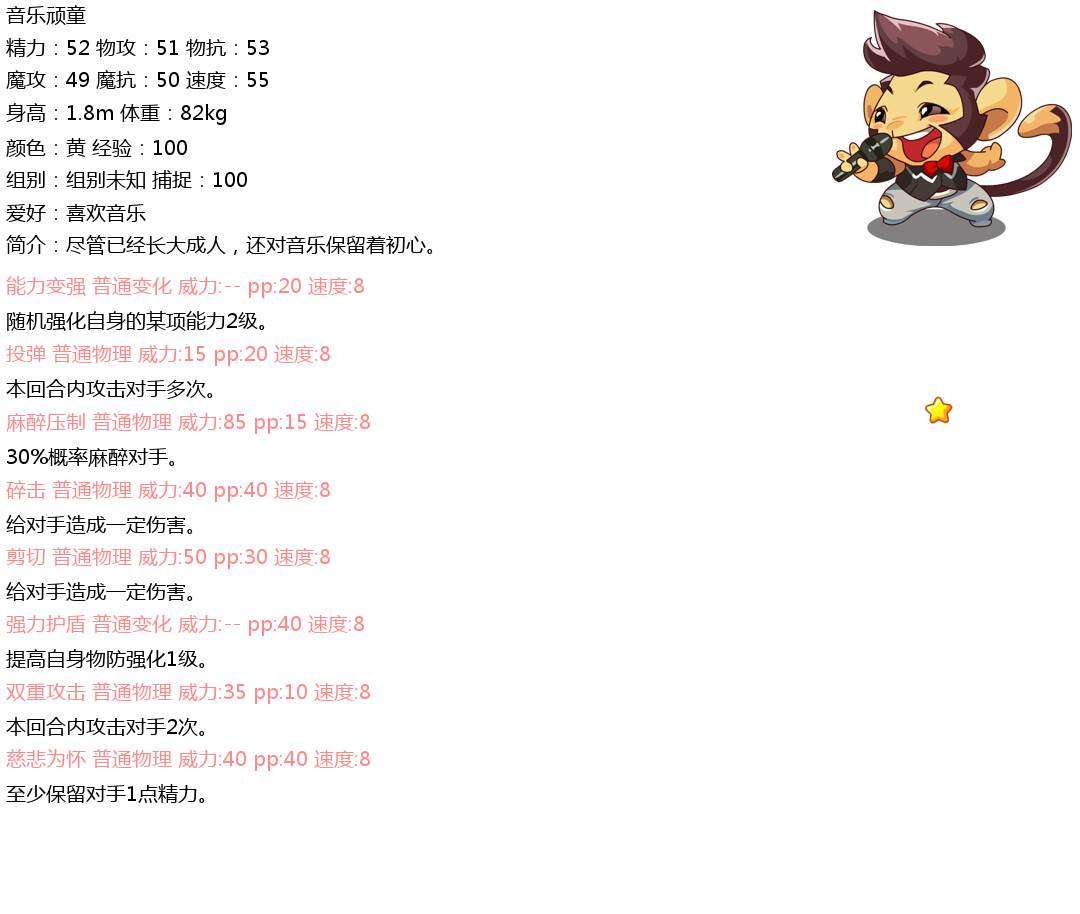 音乐顽童
精力：52 物攻：51 物抗：53
魔攻：49 魔抗：50 速度：55
身高：1.8m 体重：82kg
颜色：黄 经验：100
组别：组别未知 捕捉：100
爱好：喜欢音乐
简介：尽管已经长大成人，还对音乐保留着初心。
能力变强 普通变化 威力:-- pp:20 速度:8
随机强化自身的某项能力2级。
投弹 普通物理 威力:15 pp:20 速度:8
本回合内攻击对手多次。
麻醉压制 普通物理 威力:85 pp:15 速度:8
30%概率麻醉对手。
碎击 普通物理 威力:40 pp:40 速度:8
给对手造成一定伤害。
剪切 普通物理 威力:50 pp:30 速度:8
给对手造成一定伤害。
强力护盾 普通变化 威力:-- pp:40 速度:8
提高自身物防强化1级。
双重攻击 普通物理 威力:35 pp:10 速度:8
本回合内攻击对手2次。
慈悲为怀 普通物理 威力:40 pp:40 速度:8
至少保留对手1点精力。